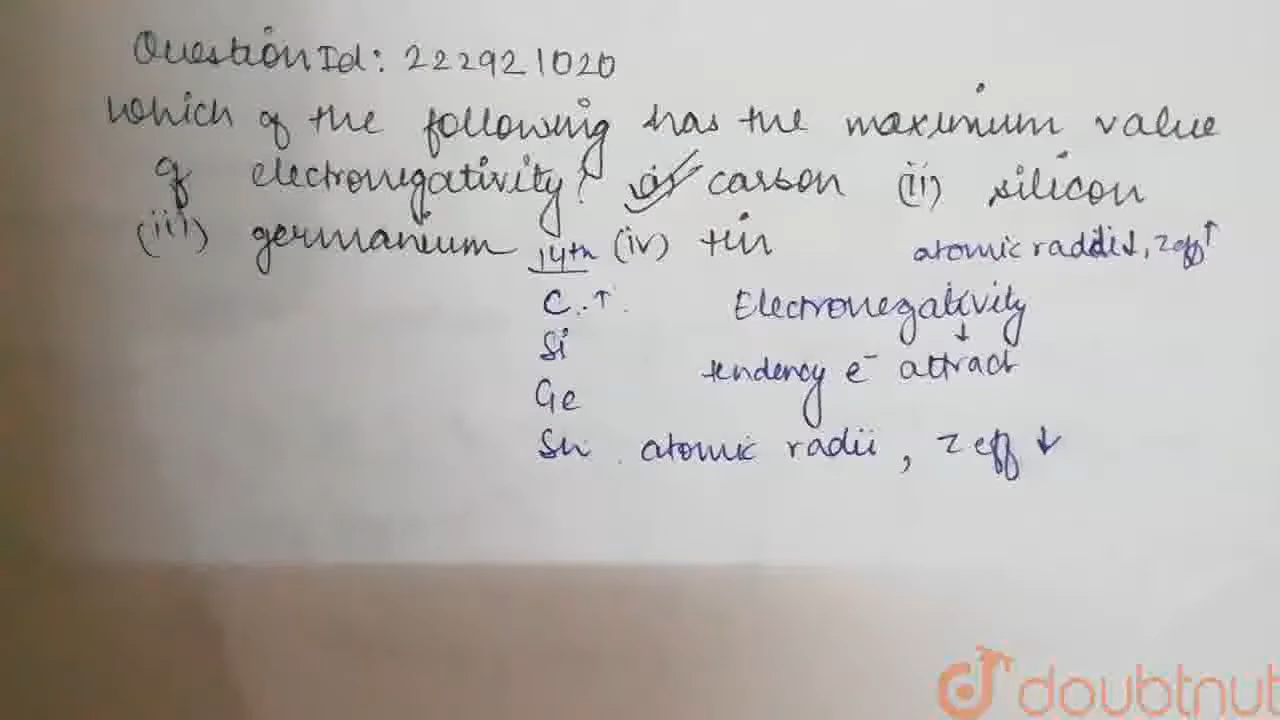 Question Id: 222921020
which of the following has the maximum value
of electronegativity? (i) carbon (ii) silicon
(iii) germanium (iv) tin
14th
atomic radii↓, zeff↑
C.↑
Electronegativity
↓
Si
tendency e⁻ attract
Ge
Sn. atomic radii, zeff ↓
doubtnut